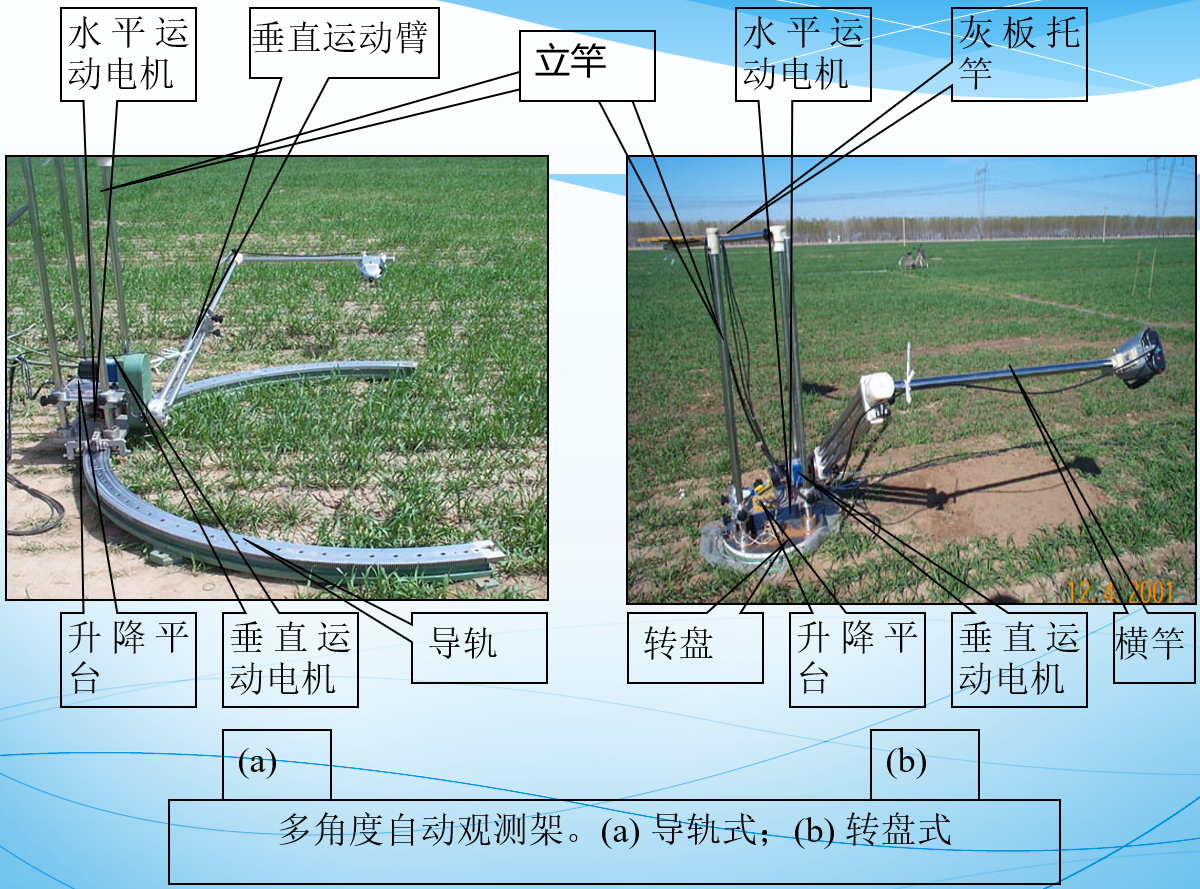 水平运
动电机
垂直运动臂
立竿
水平运
动电机
灰板托
竿
12.4.2001
升降平
台
垂直运
动电机
导轨
转盘
升降平
台
垂直运
动电机
横竿
(a)
(b)
多角度自动观测架。(a) 导轨式；(b) 转盘式